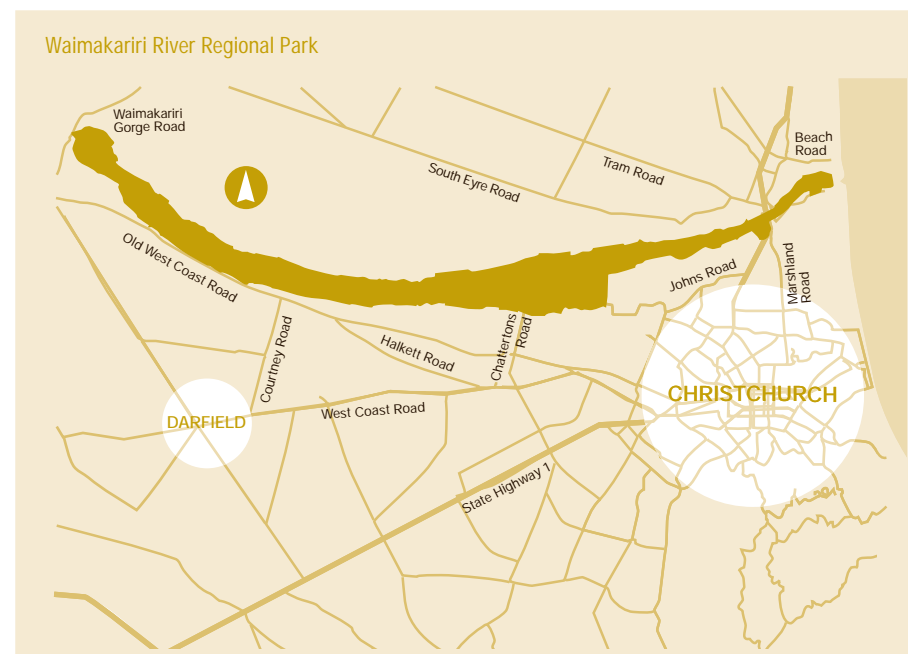 Waimakariri River Regional Park
Waimakariri
Gorge Road
Beach
Road
Tram Road
South Eyre Road
Old West Coast Road
Johns Road
Marshland
Road
Courtney Road
Halkett Road
Chattertons
Road
CHRISTCHURCH
West Coast Road
DARFIELD
State Highway 1